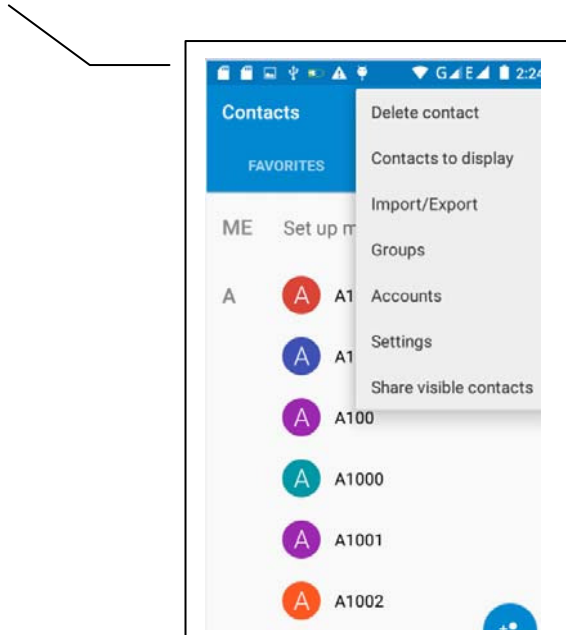 G E 2:24
Contacts
FAVORITES
Delete contact
Contacts to display
Import/Export
Groups
Accounts
Settings
Share visible contacts
ME Set up
A A A1
A A1
A A100
A A1000
A A1001
A A1002